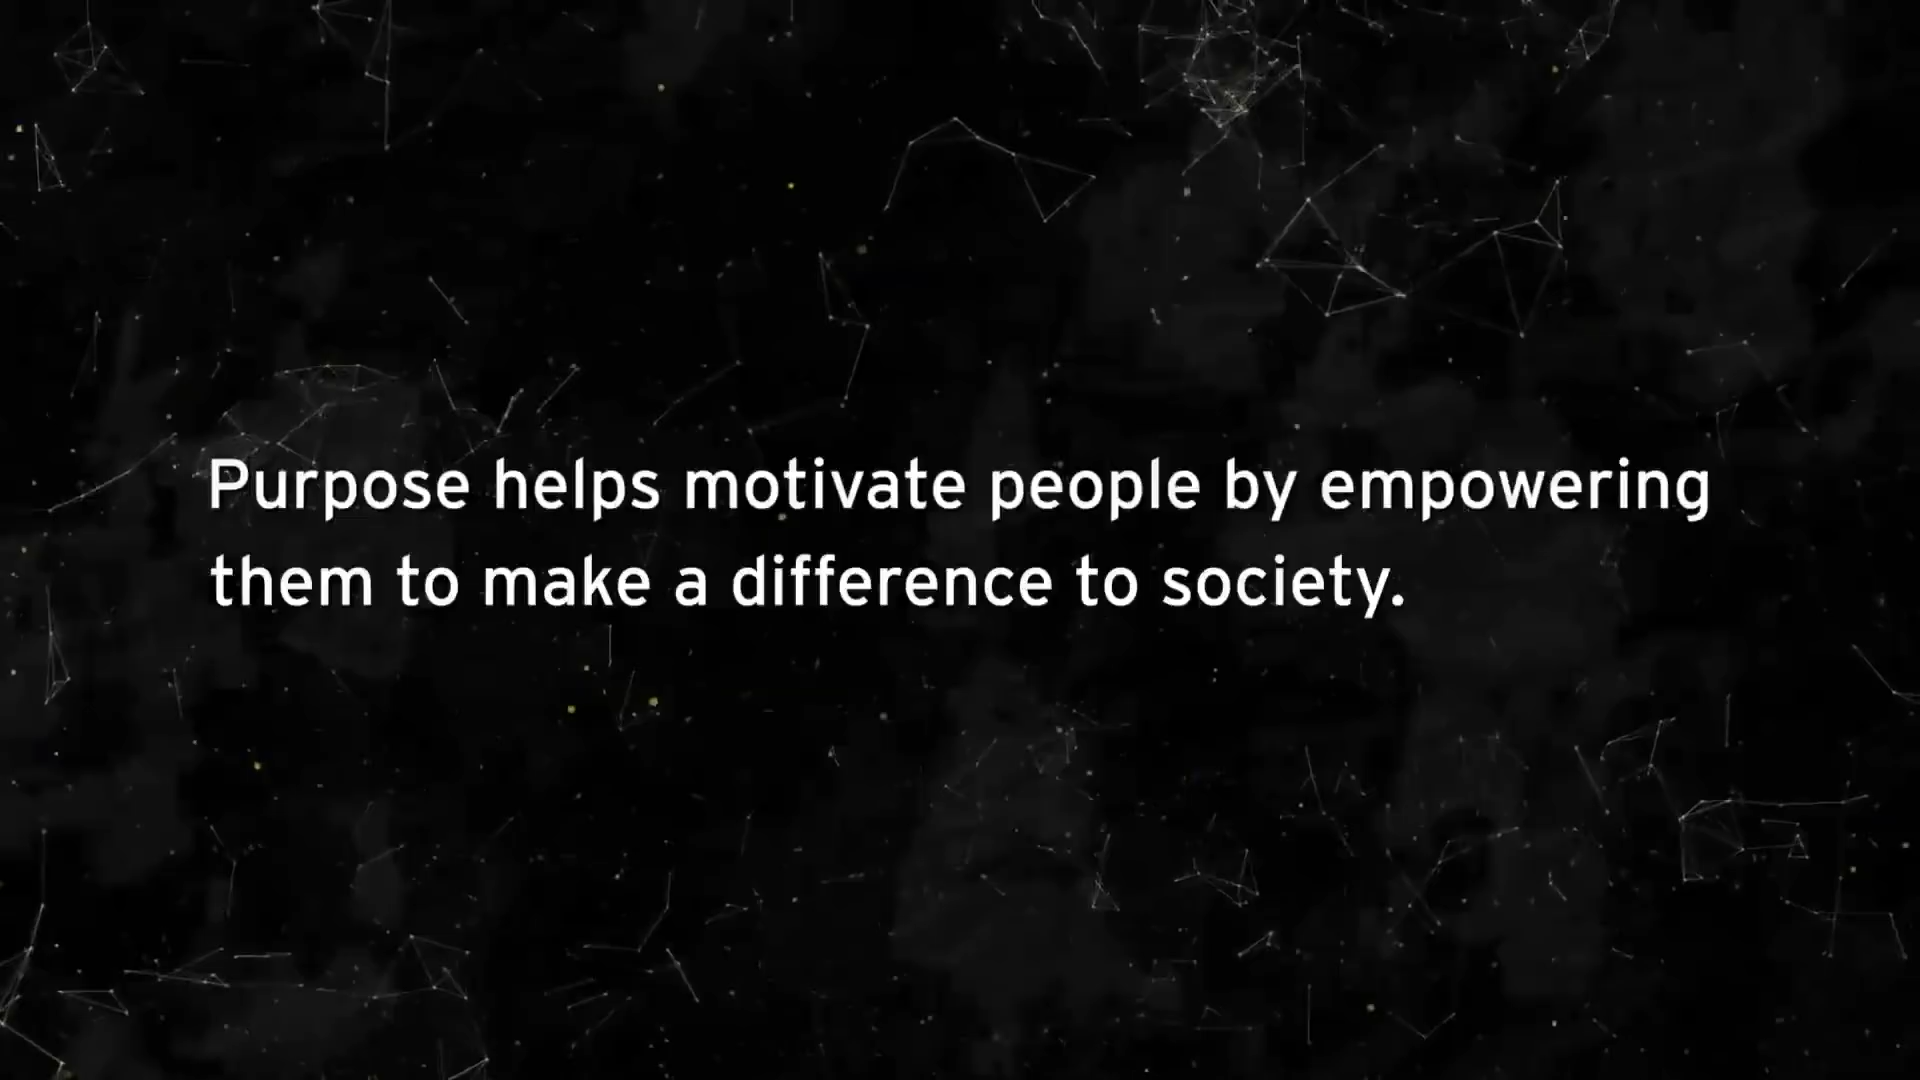 Purpose helps motivate people by empowering
them to make a difference to society.